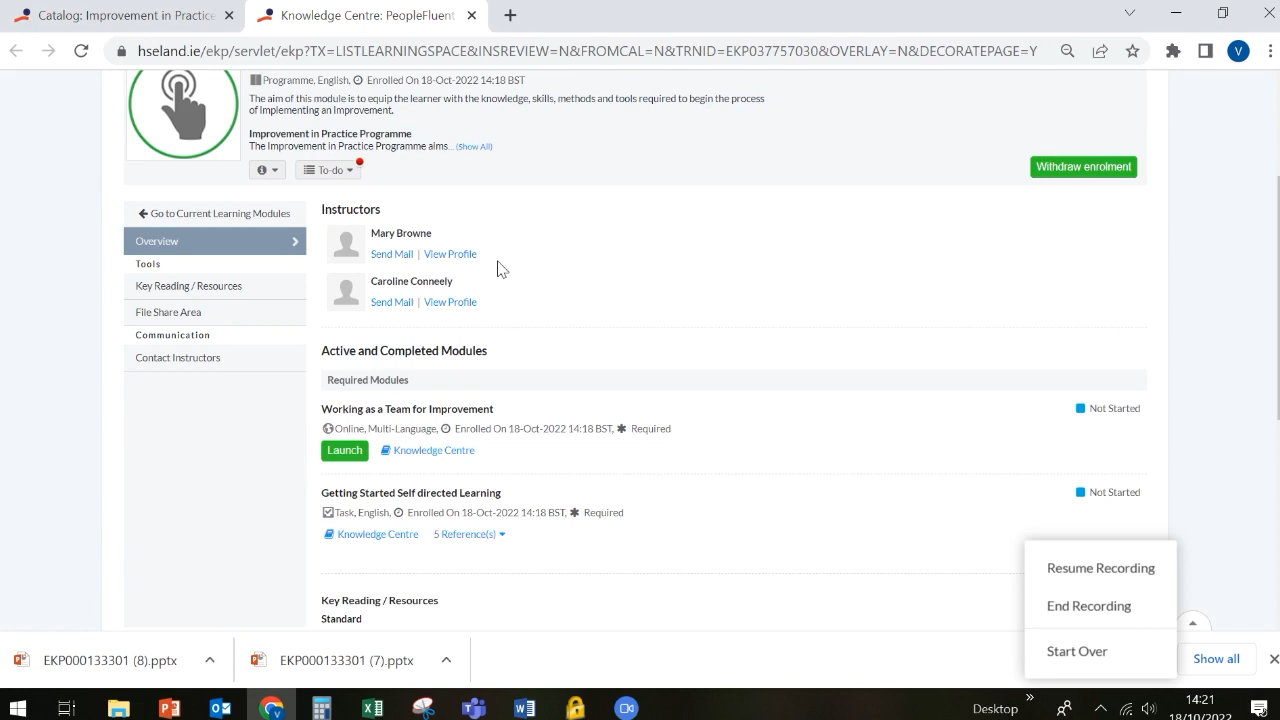 Catalog: Improvement in Practice
Knowledge Centre: PeopleFluent
hseland.ie/ekp/servlet/ekp?TX=LISTLEARNINGSPACE&INSREVIEW=N&FROMCAL=N&TRNID=EKP037757030&OVERLAY=N&DECORATEPAGE=Y
V
Programme, English, Enrolled On 18-Oct-2022 14:18 BST
The aim of this module is to equip the learner with the knowledge, skills, methods and tools required to begin the process
of implementing an Improvement.
Improvement in Practice Programme
The Improvement in Practice Programme aims... (Show All)
To-do
Withdraw enrolment
Go to Current Learning Modules
Overview
Tools
Key Reading / Resources
File Share Area
Communication
Contact Instructors
Instructors
Mary Browne
Send Mail | View Profile
Caroline Conneely
Send Mail | View Profile
Active and Completed Modules
Required Modules
Working as a Team for Improvement
Not Started
Online, Multi-Language, Enrolled On 18-Oct-2022 14:18 BST, Required
Launch Knowledge Centre
Getting Started Self directed Learning
Not Started
Task, English, Enrolled On 18-Oct-2022 14:18 BST, Required
Knowledge Centre 5 Reference(s)
Key Reading / Resources
Standard
Resume Recording
End Recording
Start Over
EKP000133301 (8).pptx
EKP000133301 (7).pptx
Show all
Desktop
14:21
18/10/2022